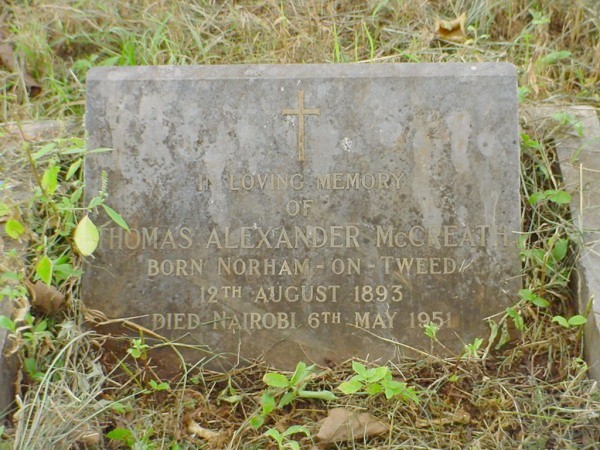 IN LOVING MEMORY
OF
THOMAS ALEXANDER MCCREATH
BORN NORHAM-ON-TWEED
12TH AUGUST 1893
DIED NAIROBI 6TH MAY 1951